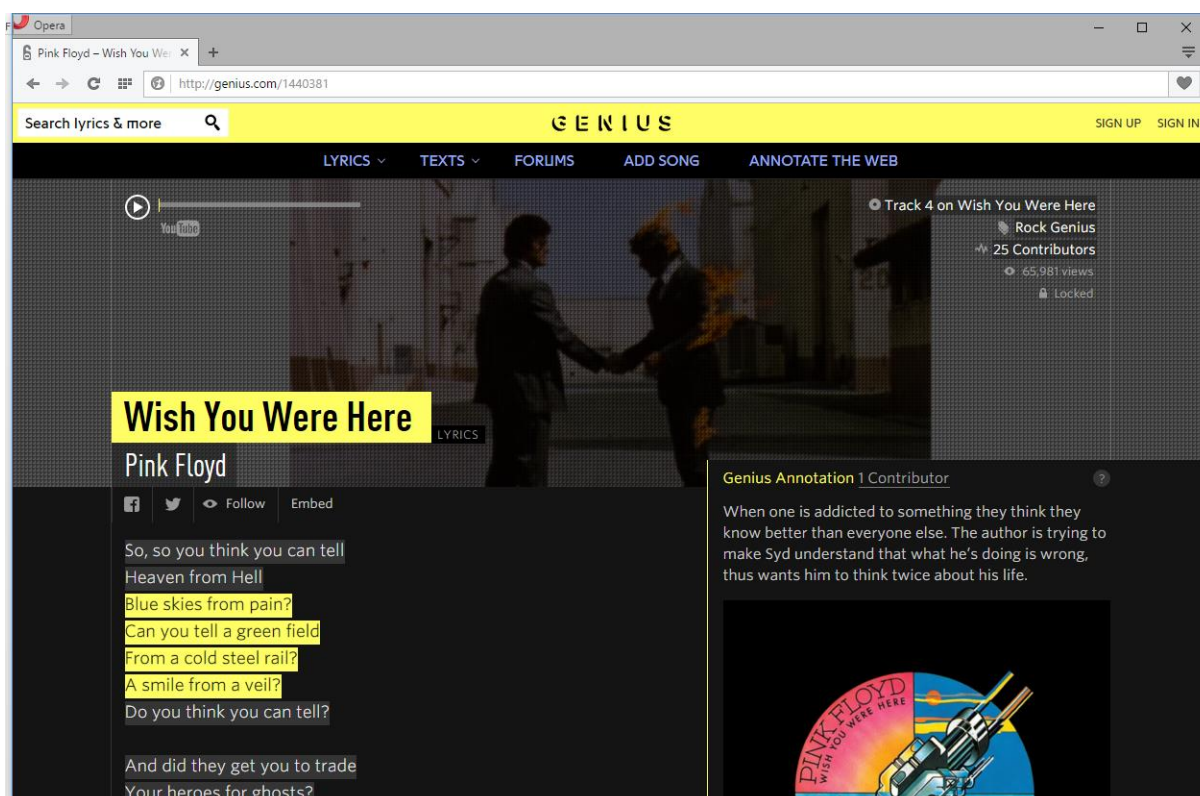 Opera
Pink Floyd – Wish You We
http://genius.com/1440381
Search lyrics & more
GENIUS
SIGN UP SIGN IN
LYRICS TEXTS FORUMS ADD SONG ANNOTATE THE WEB
YouTube
Track 4 on Wish You Were Here
Rock Genius
25 Contributors
65,981 views
Locked
Wish You Were Here
LYRICS
Pink Floyd
Follow Embed
So, so you think you can tell
Heaven from Hell
Blue skies from pain?
Can you tell a green field
From a cold steel rail?
A smile from a veil?
Do you think you can tell?
And did they get you to trade
Your heroes for ghosts?
Genius Annotation 1 Contributor
?
When one is addicted to something they think they
know better than everyone else. The author is trying to
make Syd understand that what he's doing is wrong,
thus wants him to think twice about his life.
PINK FLOYD
WISH YOU WERE HERE